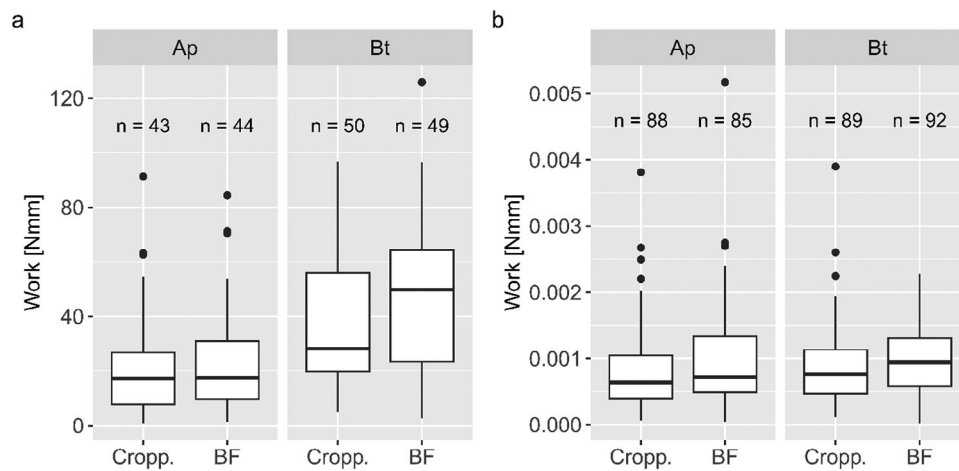 a
Ap
Bt
120
80
40
0
Work [Nmm]
n = 43
n = 44
n = 50
n = 49
Cropp.
BF
Cropp.
BF
b
Ap
Bt
0.005
0.004
0.003
0.002
0.001
0.000
Work [Nmm]
n = 88
n = 85
n = 89
n = 92
Cropp.
BF
Cropp.
BF